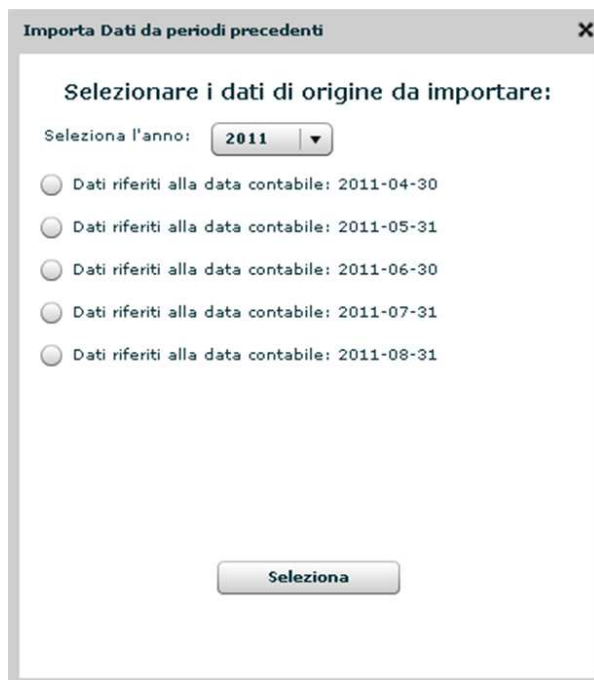 Importa Dati da periodi precedenti
Selezionare i dati di origine da importare:
Seleziona l'anno: 2011
Dati riferiti alla data contabile: 2011-04-30
Dati riferiti alla data contabile: 2011-05-31
Dati riferiti alla data contabile: 2011-06-30
Dati riferiti alla data contabile: 2011-07-31
Dati riferiti alla data contabile: 2011-08-31
Seleziona